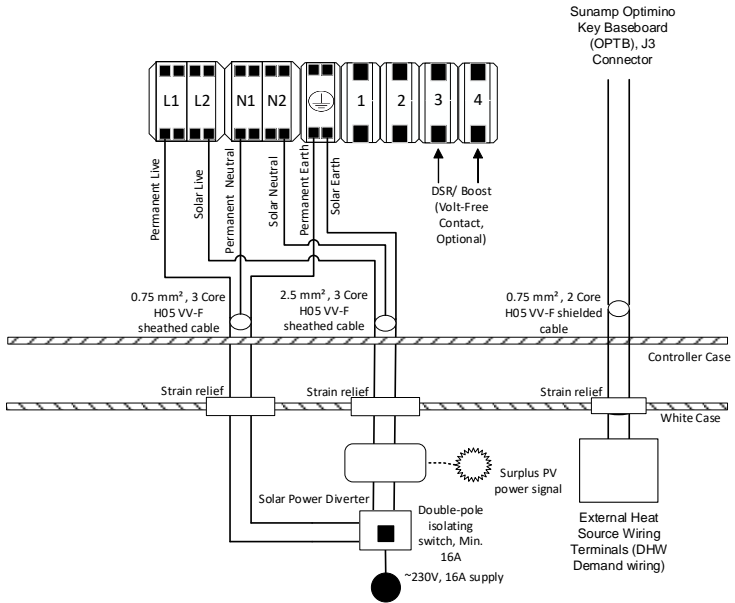 Sunamp Optimino
Key Baseboard
(OPTB), J3
Connector
L1
L2
N1
N2
1
2
3
4
Permanent Live
Solar Live
Permanent Neutral
Solar Neutral
Permanent Earth
Solar Earth
DSR/ Boost
(Volt-Free
Contact,
Optional)
0.75 mm² , 3 Core
H05 VV-F
sheathed cable
2.5 mm² , 3 Core
H05 VV-F
sheathed cable
0.75 mm² , 2 Core
H05 VV-F shielded
cable
Controller Case
Strain relief
Strain relief
Strain relief
White Case
Surplus PV
power signal
Solar Power Diverter
Double-pole
isolating
switch, Min.
16A
~230V, 16A supply
External Heat
Source Wiring
Terminals (DHW
Demand wiring)